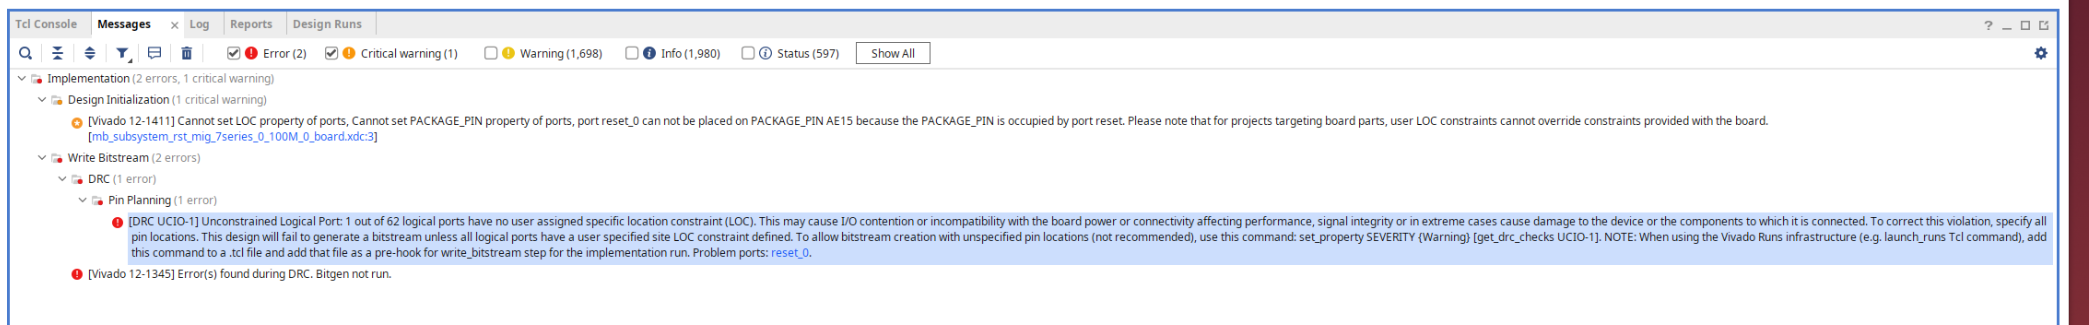 Tcl Console Messages × Log Reports Design Runs ? _
Error (2) Critical warning (1) Warning (1,698) Info (1,980) Status (597) Show All
Implementation (2 errors, 1 critical warning)
Design Initialization (1 critical warning)
[Vivado 12-1411] Cannot set LOC property of ports, Cannot set PACKAGE_PIN property of ports, port reset_0 can not be placed on PACKAGE_PIN AE15 because the PACKAGE_PIN is occupied by port reset. Please note that for projects targeting board parts, user LOC constraints cannot override constraints provided with the board.
[mb_subsystem_rst_mig_7series_0_100M_0_board.xdc:3]
Write Bitstream (2 errors)
DRC (1 error)
Pin Planning (1 error)
[DRC UCIO-1] Unconstrained Logical Port: 1 out of 62 logical ports have no user assigned specific location constraint (LOC). This may cause I/O contention or incompatibility with the board power or connectivity affecting performance, signal integrity or in extreme cases cause damage to the device or the components to which it is connected. To correct this violation, specify all
pin locations. This design will fail to generate a bitstream unless all logical ports have a user specified site LOC constraint defined. To allow bitstream creation with unspecified pin locations (not recommended), use this command: set_property SEVERITY {Warning} [get_drc_checks UCIO-1]. NOTE: When using the Vivado Runs infrastructure (e.g. launch_runs Tcl command), add
this command to a .tcl file and add that file as a pre-hook for write_bitstream step for the implementation run. Problem ports: reset_0.
[Vivado 12-1345] Error(s) found during DRC. Bitgen not run.